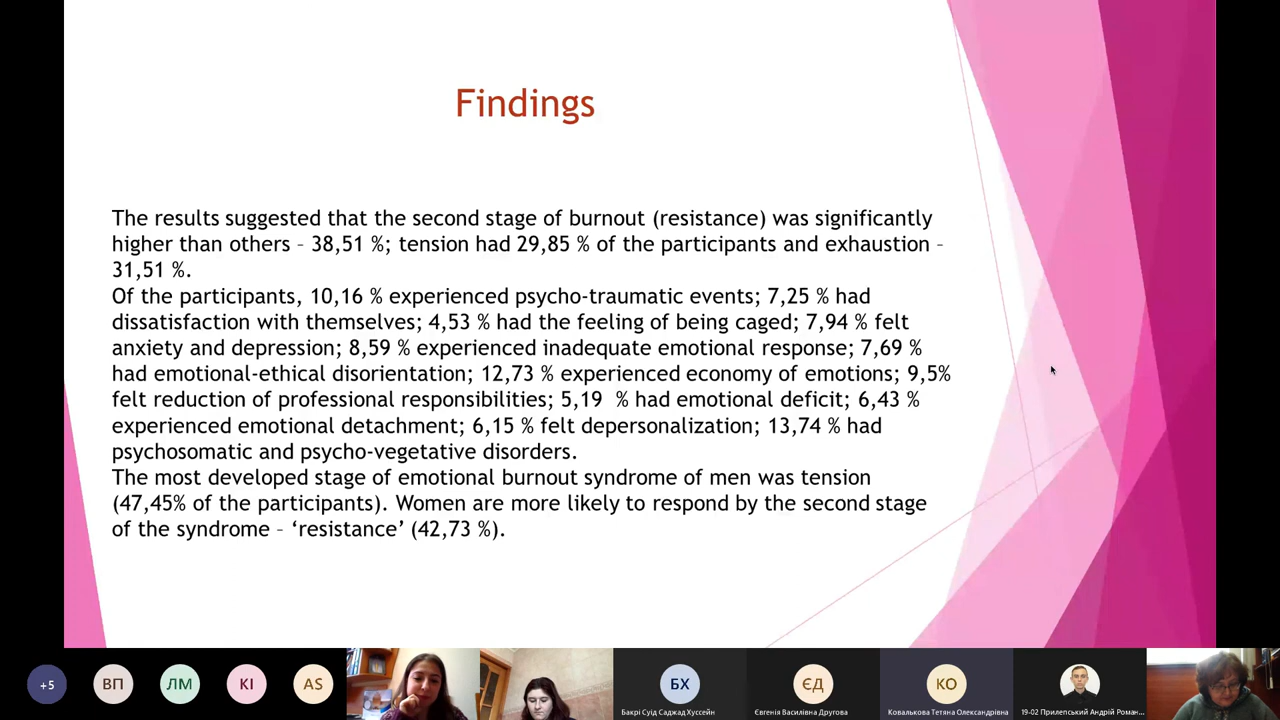 Findings
The results suggested that the second stage of burnout (resistance) was significantly
higher than others – 38,51 %; tension had 29,85 % of the participants and exhaustion –
31,51 %.
Of the participants, 10,16 % experienced psycho-traumatic events; 7,25 % had
dissatisfaction with themselves; 4,53 % had the feeling of being caged; 7,94 % felt
anxiety and depression; 8,59 % experienced inadequate emotional response; 7,69 %
had emotional-ethical disorientation; 12,73 % experienced economy of emotions; 9,5%
felt reduction of professional responsibilities; 5,19  % had emotional deficit; 6,43 %
experienced emotional detachment; 6,15 % felt depersonalization; 13,74 % had
psychosomatic and psycho-vegetative disorders.
The most developed stage of emotional burnout syndrome of men was tension
(47,45% of the participants). Women are more likely to respond by the second stage
of the syndrome – ‘resistance’ (42,73 %).
+5
ВП
ЛМ
КІ
AS
БХ
ЄД
КО
Бакрі Суід Саджад Хуссейн
Євгенія Василівна Другова
Ковалькова Тетяна Олександрівна
19-02 Прилепський Андрій Роман...